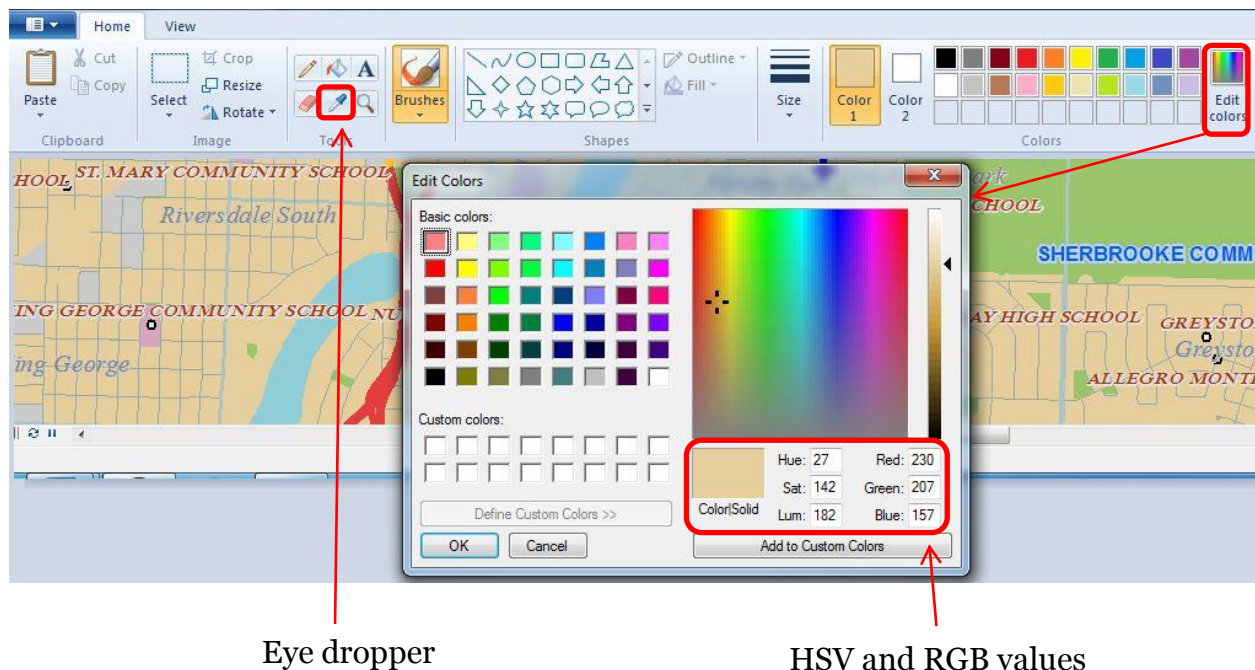 Home View
Cut
Copy
Paste
Clipboard
Select
Crop
Resize
Rotate
Image
A
Tools
Brushes
Outline
Fill
Shapes
Size
Color 1
Color 2
Edit colors
Colors
HOOL ST. MARY COMMUNITY SCHOOL
Riversdale South
ING GEORGE COMMUNITY SCHOOL NU
ing George
ark
CHOOL
SHERBROOKE COMM
AY HIGH SCHOOL
GREYSTO
Greysto
ALLEGRO MONTE
Edit Colors
Basic colors:
Custom colors:
Define Custom Colors >>
OK Cancel
Color|Solid
Hue: 27 Red: 230
Sat: 142 Green: 207
Lum: 182 Blue: 157
Add to Custom Colors
Eye dropper
HSV and RGB values